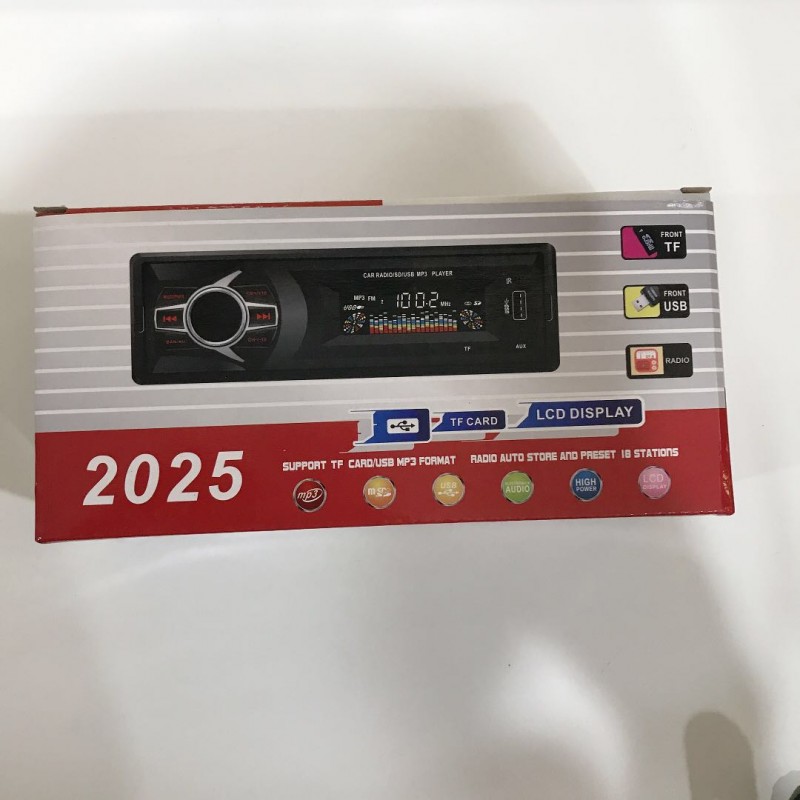 FRONT
TF
CAR RADIO/SD/USB MP3 PLAYER
MP3 FM
100.2 MHz
FRONT
USB
TF
AUX
RADIO
TF CARD
LCD DISPLAY
2025
SUPPORT TF CARD/USB MP3 FORMAT
RADIO AUTO STORE AND PRESET 18 STATIONS
mp3
USB
AUDIO
HIGH
POWER
LCD
DISPLAY